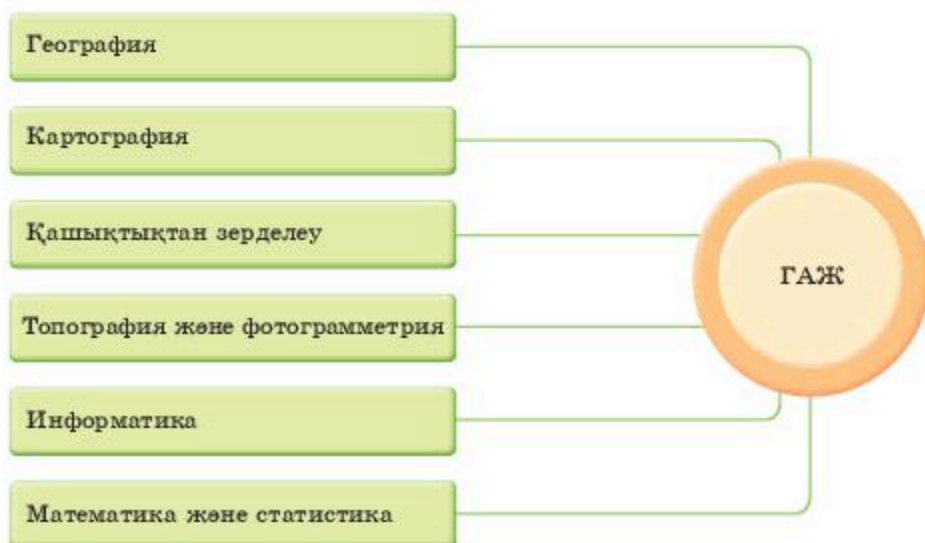 География
Картография
Қашықтықтан зерделеу
Топография және фотограмметрия
Информатика
Математика және статистика
ГАЖ